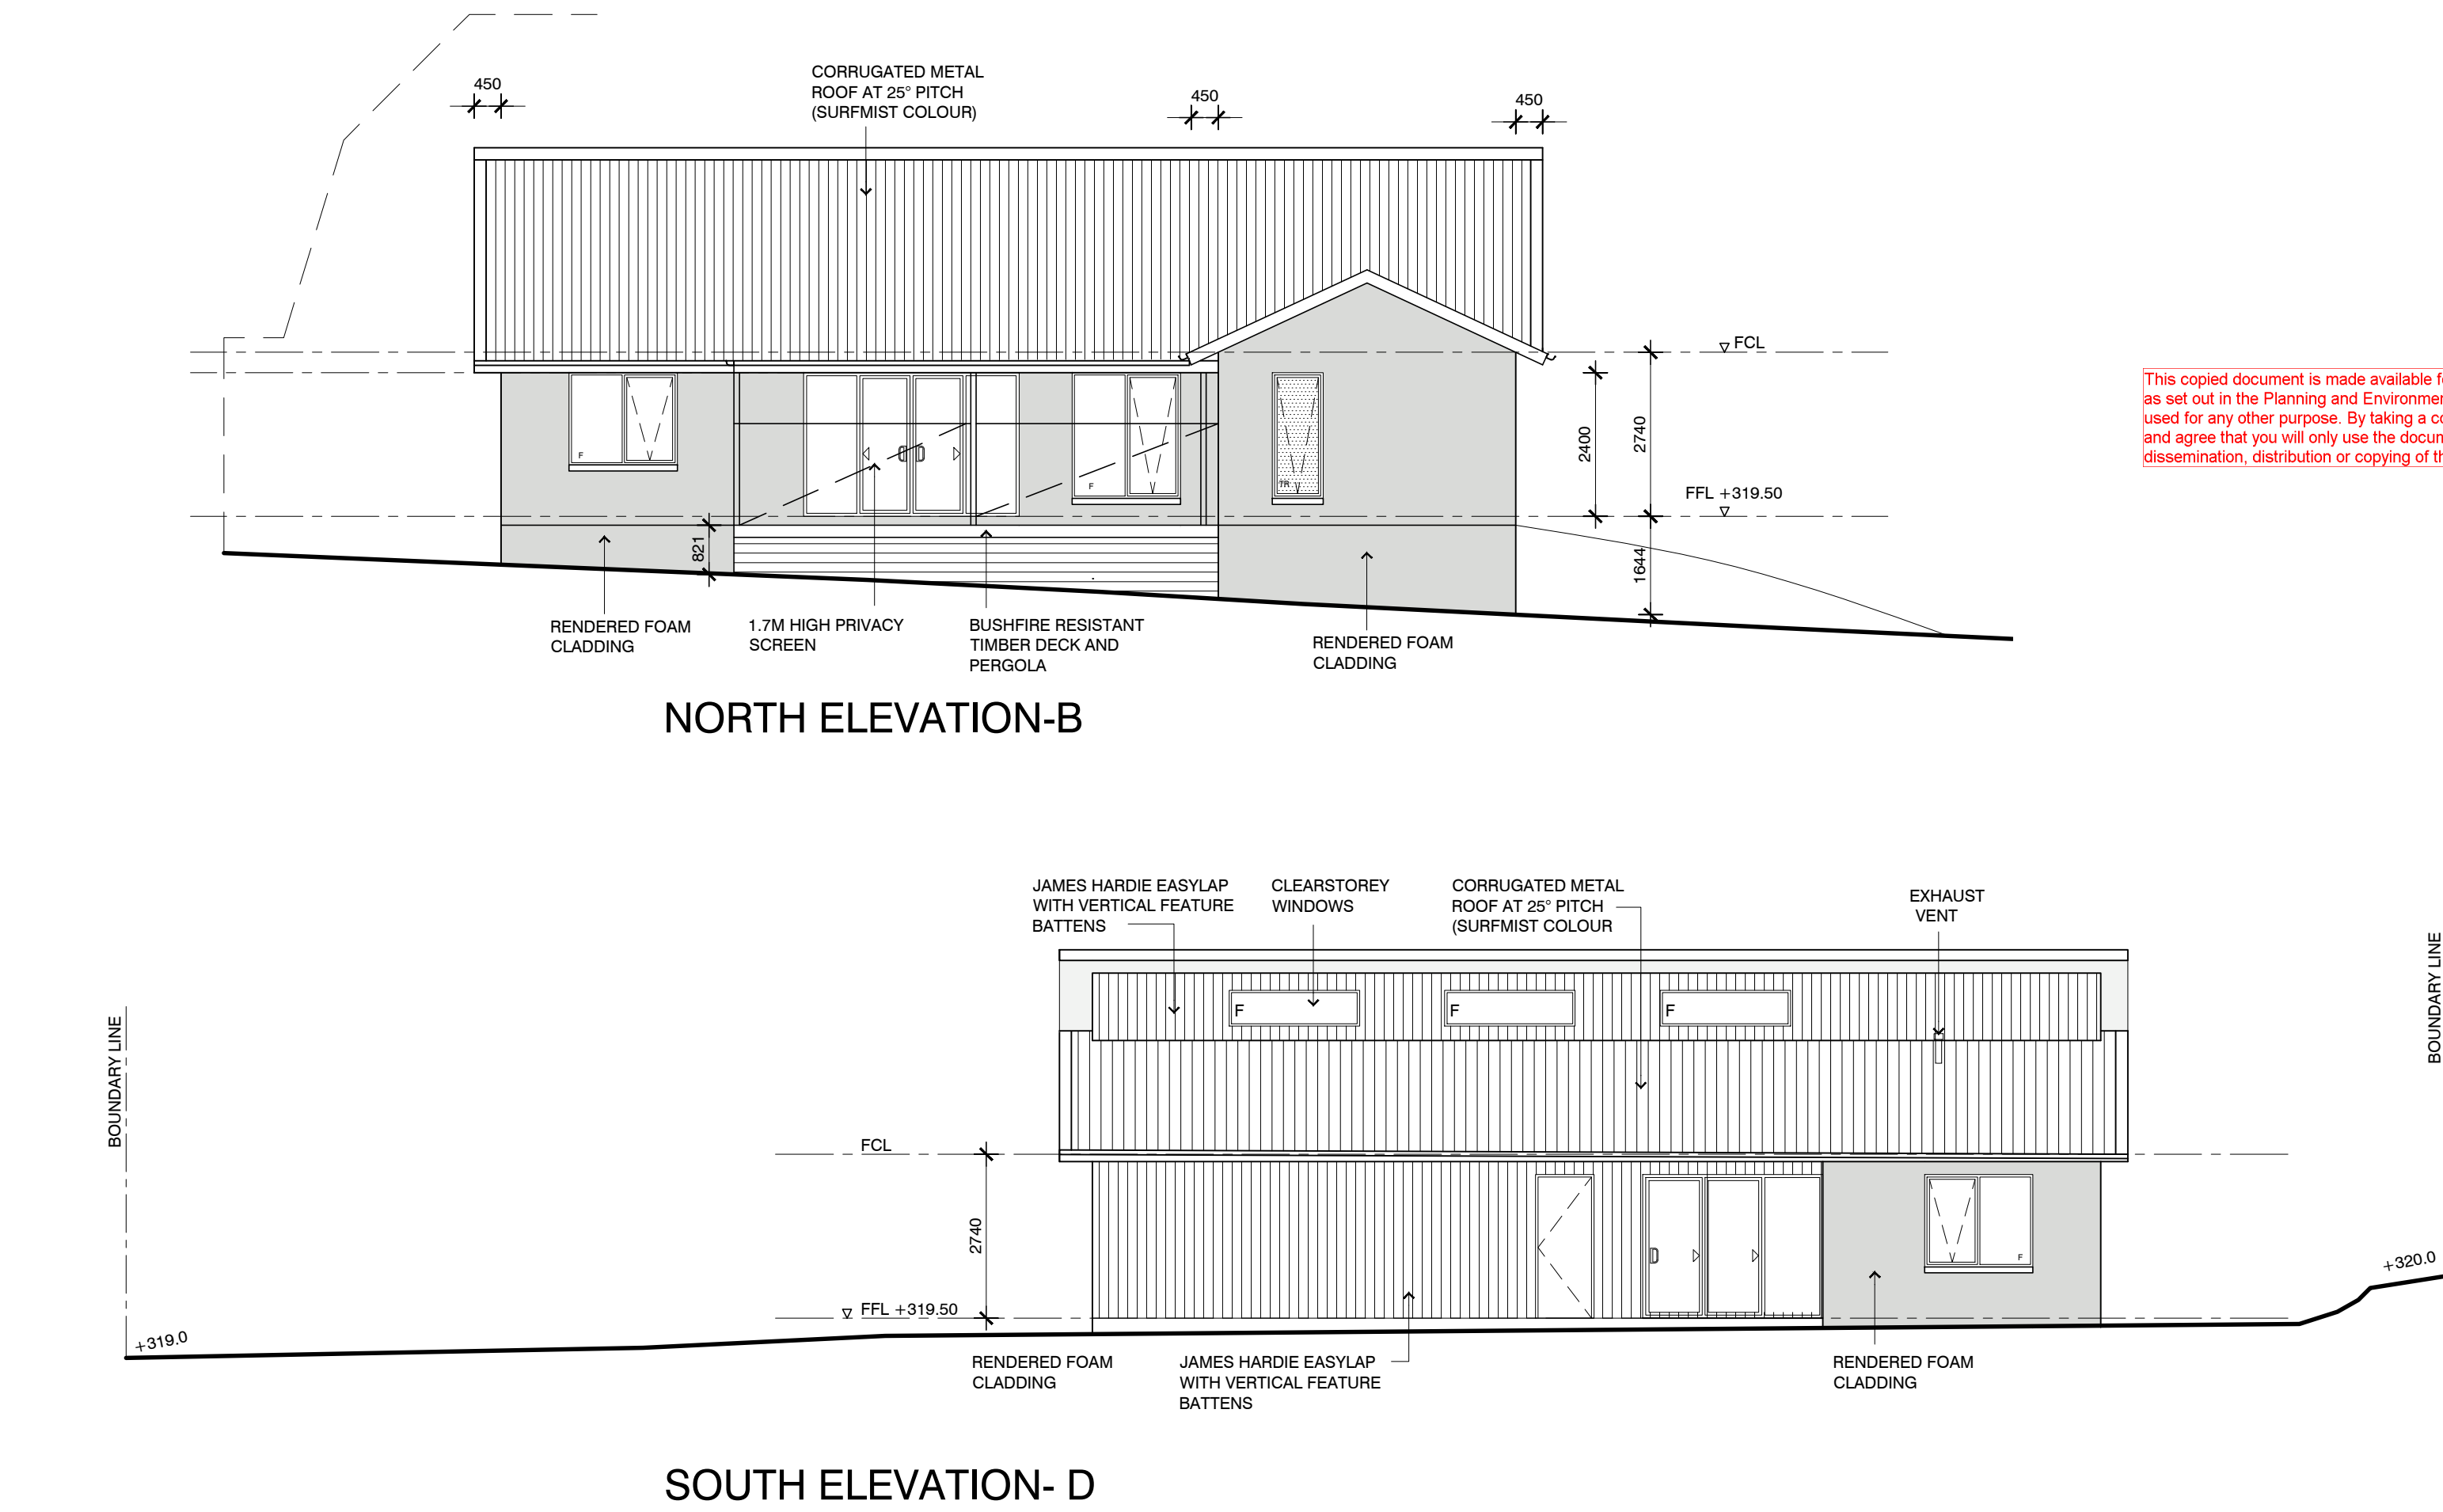 450
CORRUGATED METAL
ROOF AT 25° PITCH
(SURFMIST COLOUR)
450
450
FCL
2400
2740
FFL +319.50
1644
821
F
F
TR
RENDERED FOAM
CLADDING
1.7M HIGH PRIVACY
SCREEN
BUSHFIRE RESISTANT
TIMBER DECK AND
PERGOLA
RENDERED FOAM
CLADDING
NORTH ELEVATION-B
This copied document is made available f
as set out in the Planning and Environmen
used for any other purpose. By taking a co
and agree that you will only use the docum
dissemination, distribution or copying of th
JAMES HARDIE EASYLAP
WITH VERTICAL FEATURE
BATTENS
CLEARSTOREY
WINDOWS
CORRUGATED METAL
ROOF AT 25° PITCH
(SURFMIST COLOUR
EXHAUST
VENT
BOUNDARY LINE
BOUNDARY LINE
F
F
F
FCL
2740
FFL +319.50
F
+319.0
+320.0
RENDERED FOAM
CLADDING
JAMES HARDIE EASYLAP
WITH VERTICAL FEATURE
BATTENS
RENDERED FOAM
CLADDING
SOUTH ELEVATION- D